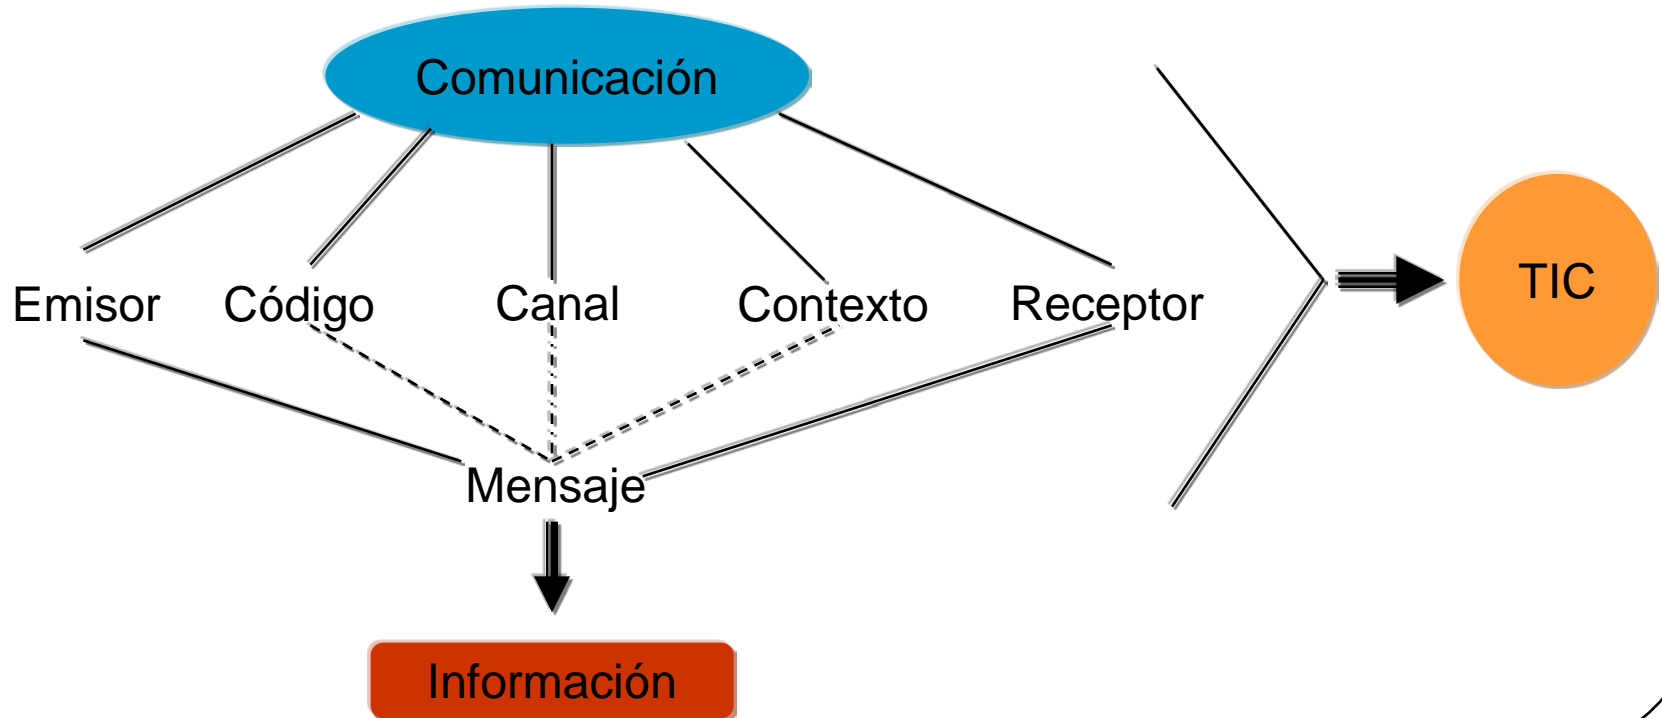 Comunicación
TIC
Emisor Código Canal Contexto Receptor
Mensaje
Información